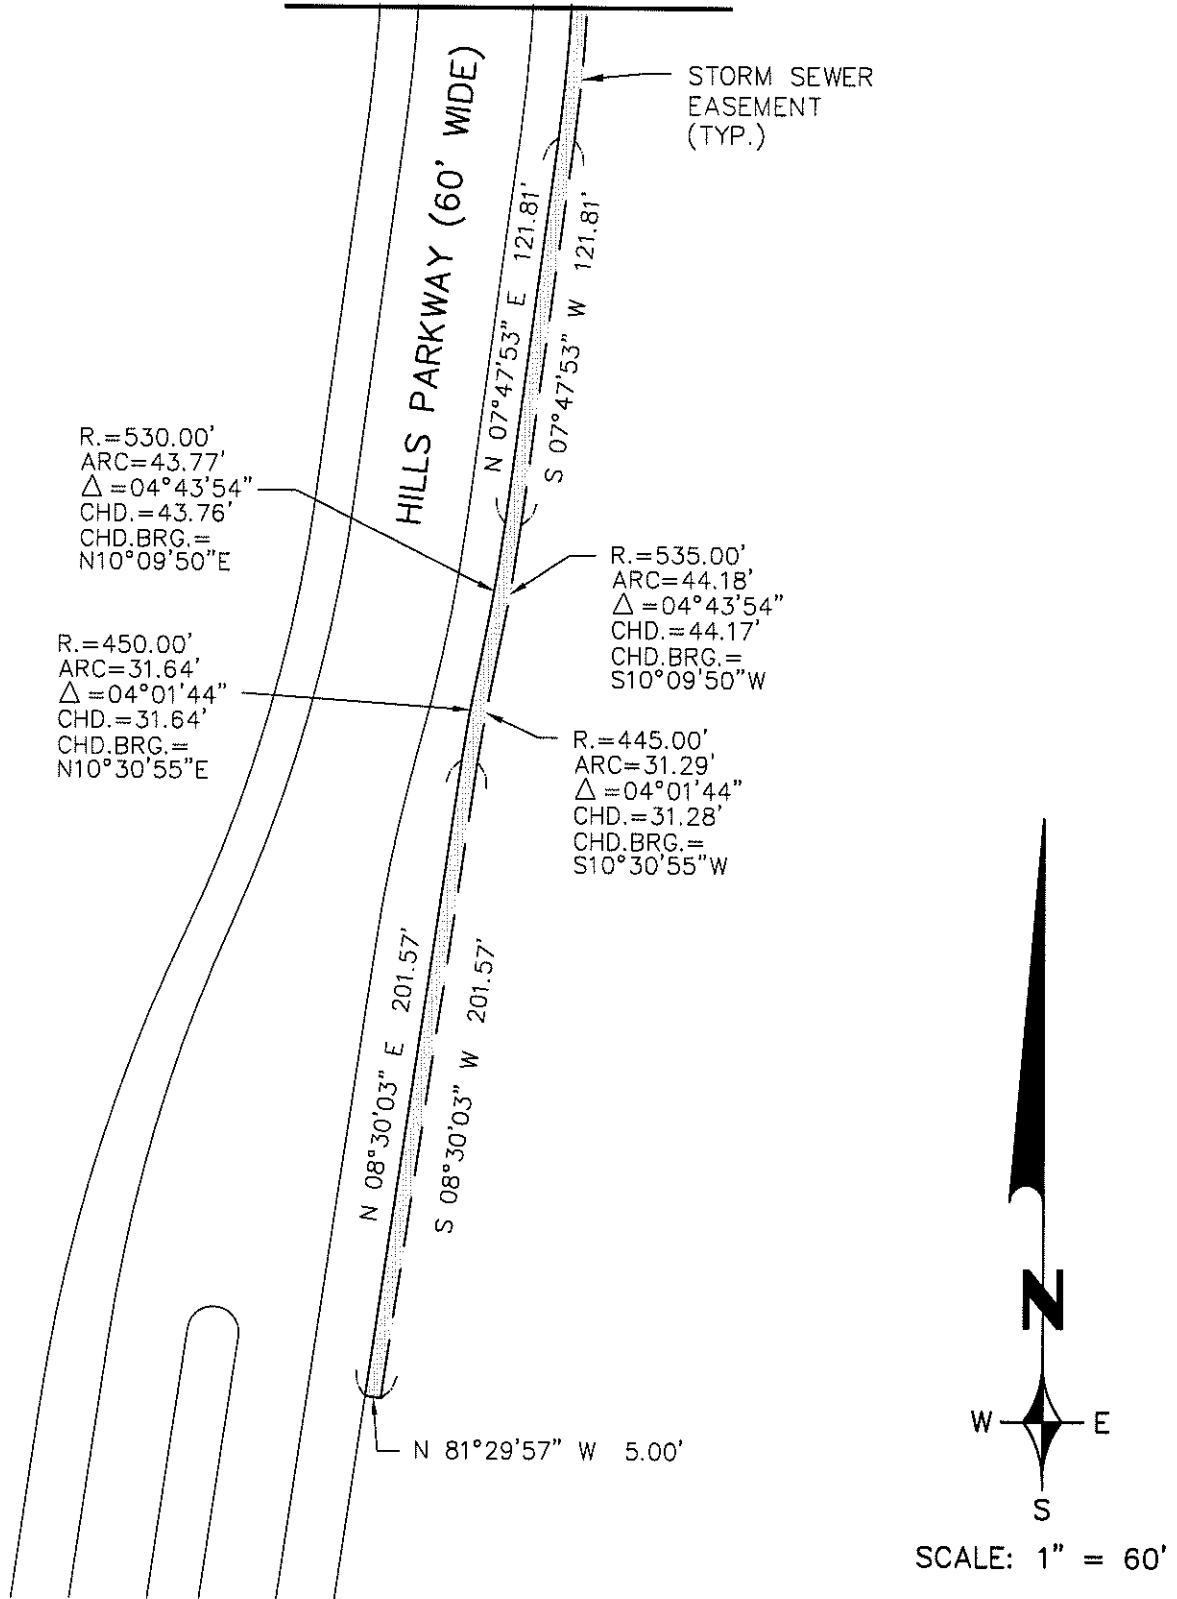 STORM SEWER
EASEMENT
(TYP.)
HILLS PARKWAY (60' WIDE)
N 07°47'53" E 121.81'
S 07°47'53" W 121.81'
R.=530.00'
ARC=43.77'
△=04°43'54"
CHD.=43.76'
CHD.BRG.=
N10°09'50"E
R.=535.00'
ARC=44.18'
△=04°43'54"
CHD.=44.17'
CHD.BRG.=
S10°09'50"W
R.=450.00'
ARC=31.64'
△=04°01'44"
CHD.=31.64'
CHD.BRG.=
N10°30'55"E
R.=445.00'
ARC=31.29'
△=04°01'44"
CHD.=31.28'
CHD.BRG.=
S10°30'55"W
N 08°30'03" E 201.57'
S 08°30'03" W 201.57'
N 81°29'57" W 5.00'
N
W E
S
SCALE: 1" = 60'